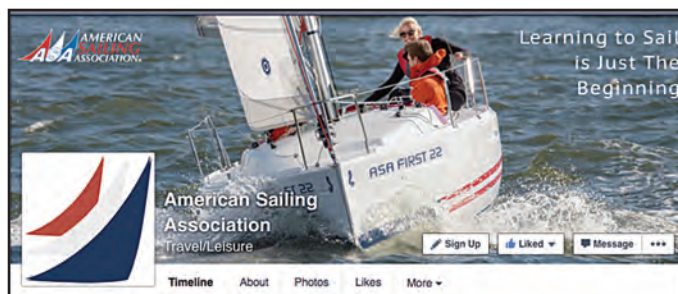 AMERICAN
SAILING
ASSOCIATION
ASA
Learning to Sail
is Just The
Beginning
ASA FIRST 22
22
American Sailing
Association
Travel/Leisure
Sign Up
Liked
Message
Timeline About Photos Likes More